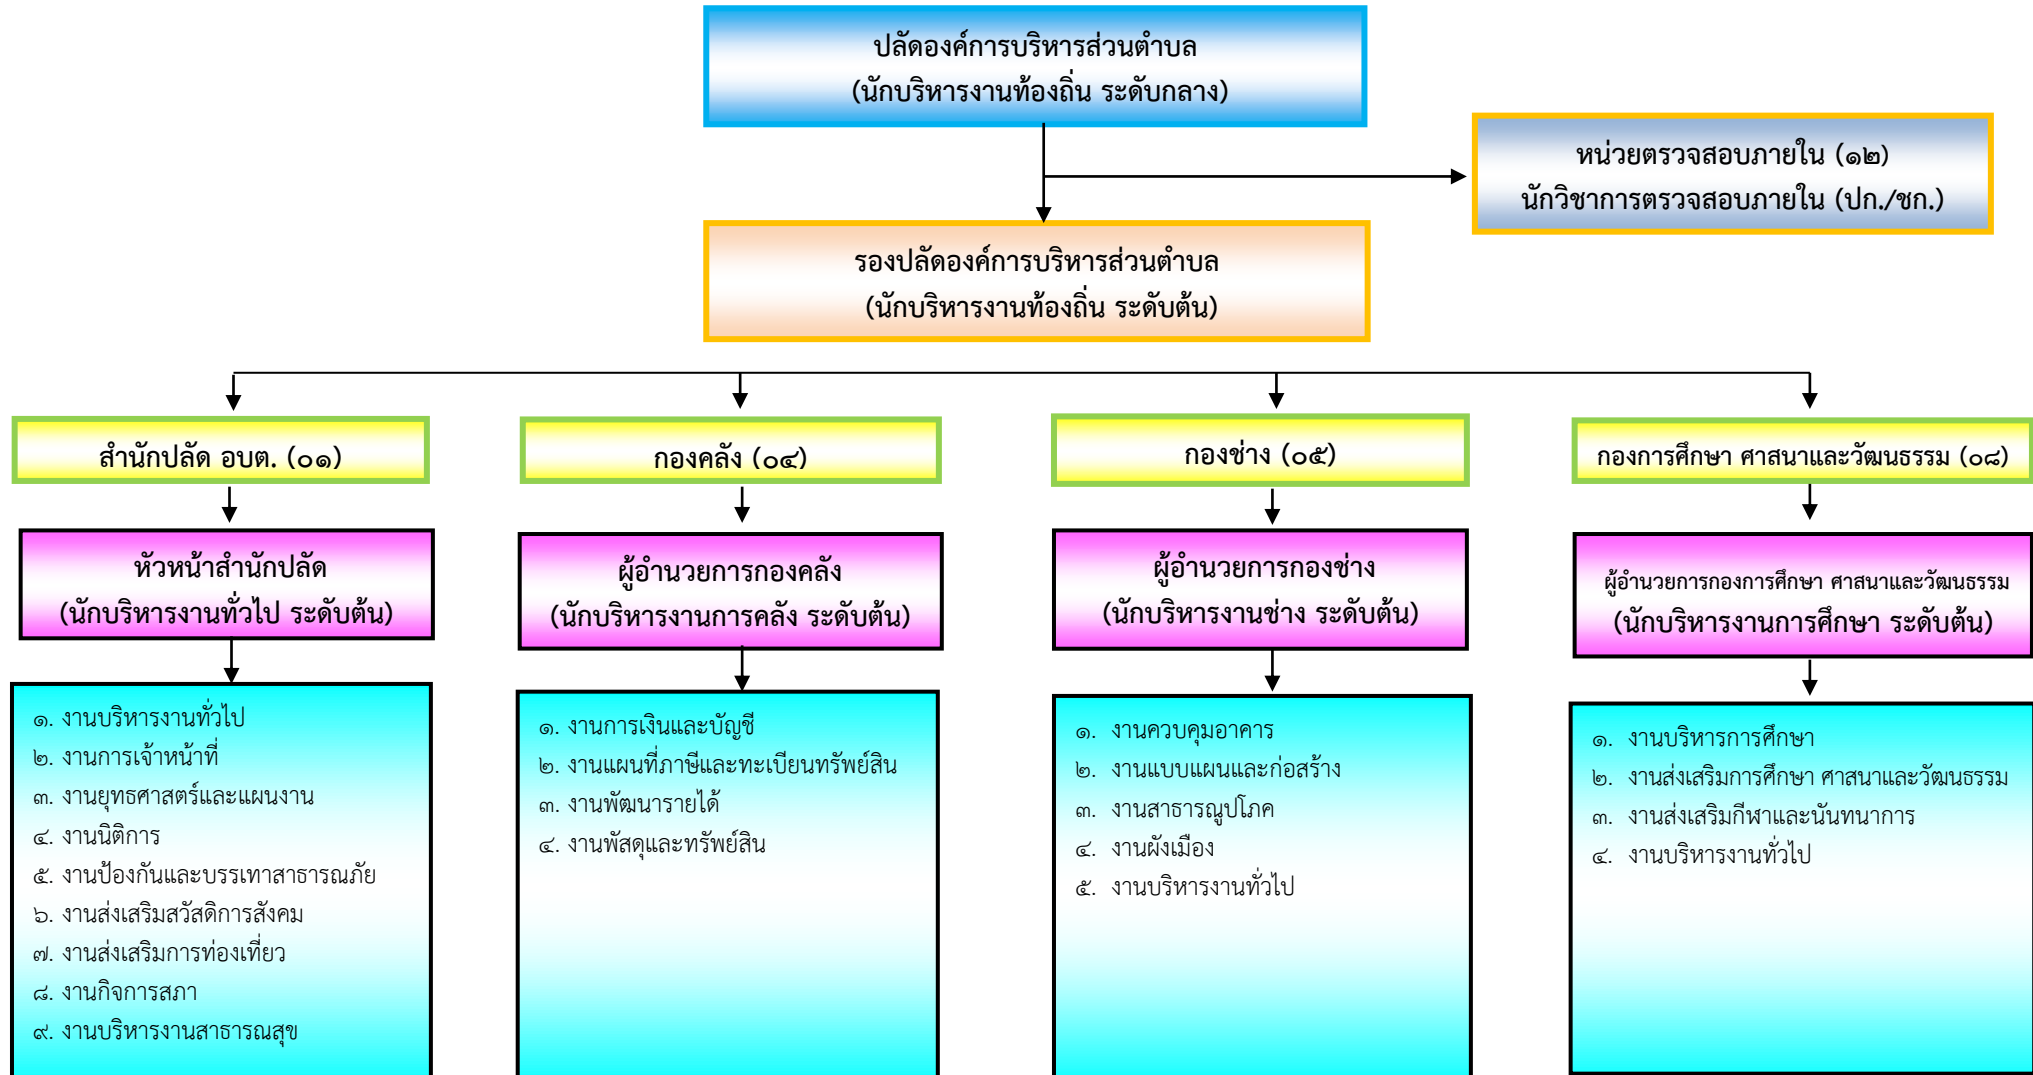 ปลัดองค์การบริหารส่วนตำบล
(นักบริหารงานท้องถิ่น ระดับกลาง)
หน่วยตรวจสอบภายใน (๑๒)
นักวิชาการตรวจสอบภายใน (ปก./ชก.)
รองปลัดองค์การบริหารส่วนตำบล
(นักบริหารงานท้องถิ่น ระดับต้น)
สำนักปลัด อบต. (๐๑)
หัวหน้าสำนักปลัด
(นักบริหารงานทั่วไป ระดับต้น)
๑. งานบริหารงานทั่วไป
๒. งานการเจ้าหน้าที่
๓. งานยุทธศาสตร์และแผนงาน
๔. งานนิติการ
๕. งานป้องกันและบรรเทาสาธารณภัย
๖. งานส่งเสริมสวัสดิการสังคม
๗. งานส่งเสริมการท่องเที่ยว
๘. งานกิจการสภา
๙. งานบริหารงานสาธารณสุข
กองคลัง (๐๔)
ผู้อำนวยการกองคลัง
(นักบริหารงานการคลัง ระดับต้น)
๑. งานการเงินและบัญชี
๒. งานแผนที่ภาษีและทะเบียนทรัพย์สิน
๓. งานพัฒนารายได้
๔. งานพัสดุและทรัพย์สิน
กองช่าง (๐๕)
ผู้อำนวยการกองช่าง
(นักบริหารงานช่าง ระดับต้น)
๑. งานควบคุมอาคาร
๒. งานแบบแผนและก่อสร้าง
๓. งานสาธารณูปโภค
๔. งานผังเมือง
๕. งานบริหารงานทั่วไป
กองการศึกษา ศาสนาและวัฒนธรรม (๐๘)
ผู้อำนวยการกองการศึกษา ศาสนาและวัฒนธรรม
(นักบริหารงานการศึกษา ระดับต้น)
๑. งานบริหารการศึกษา
๒. งานส่งเสริมการศึกษา ศาสนาและวัฒนธรรม
๓. งานส่งเสริมกีฬาและนันทนาการ
๔. งานบริหารงานทั่วไป